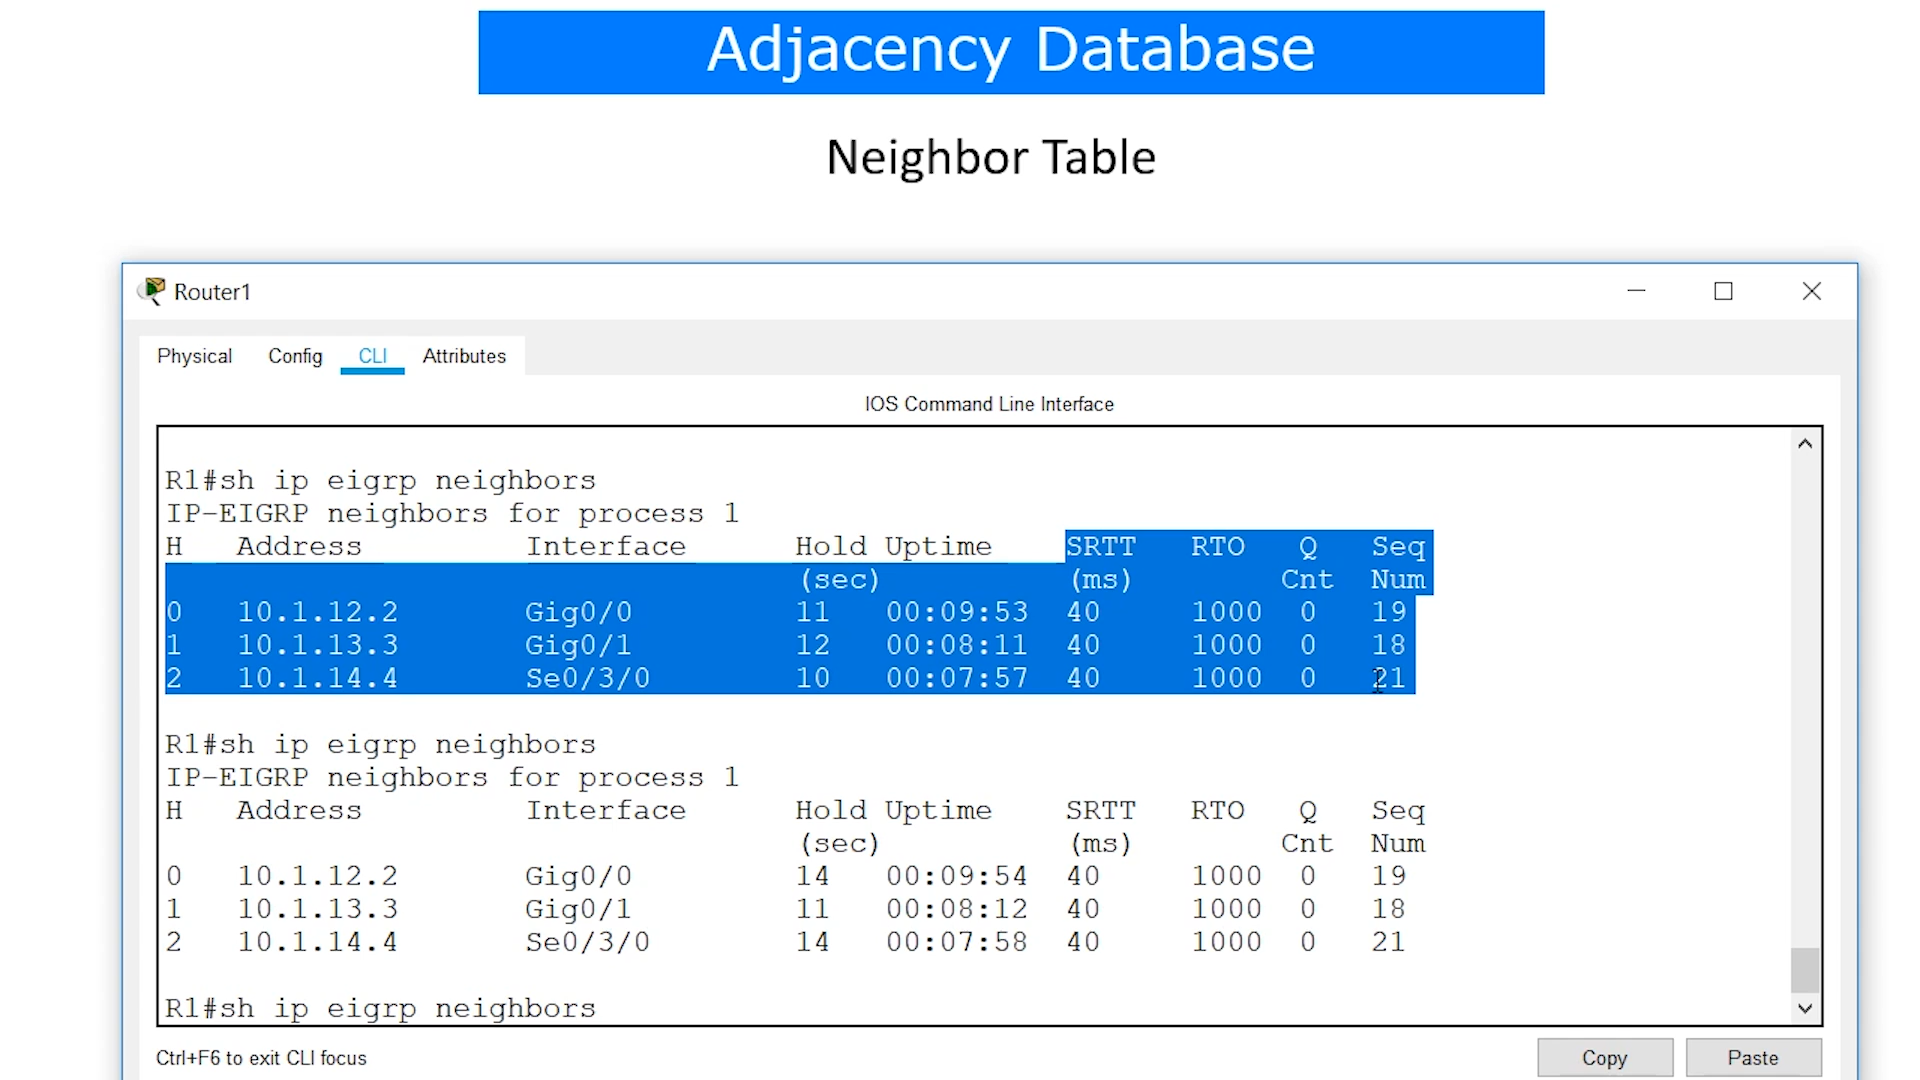 Adjacency Database
Neighbor Table
Router1
Physical Config CLI Attributes
IOS Command Line Interface
R1#sh ip eigrp neighbors
IP-EIGRP neighbors for process 1
H Address Interface Hold Uptime SRTT RTO Q Seq
(sec) (ms) Cnt Num
0 10.1.12.2 Gig0/0 11 00:09:53 40 1000 0 19
1 10.1.13.3 Gig0/1 12 00:08:11 40 1000 0 18
2 10.1.14.4 Se0/3/0 10 00:07:57 40 1000 0 21
R1#sh ip eigrp neighbors
IP-EIGRP neighbors for process 1
H Address Interface Hold Uptime SRTT RTO Q Seq
(sec) (ms) Cnt Num
0 10.1.12.2 Gig0/0 14 00:09:54 40 1000 0 19
1 10.1.13.3 Gig0/1 11 00:08:12 40 1000 0 18
2 10.1.14.4 Se0/3/0 14 00:07:58 40 1000 0 21
R1#sh ip eigrp neighbors
Ctrl+F6 to exit CLI focus Copy Paste